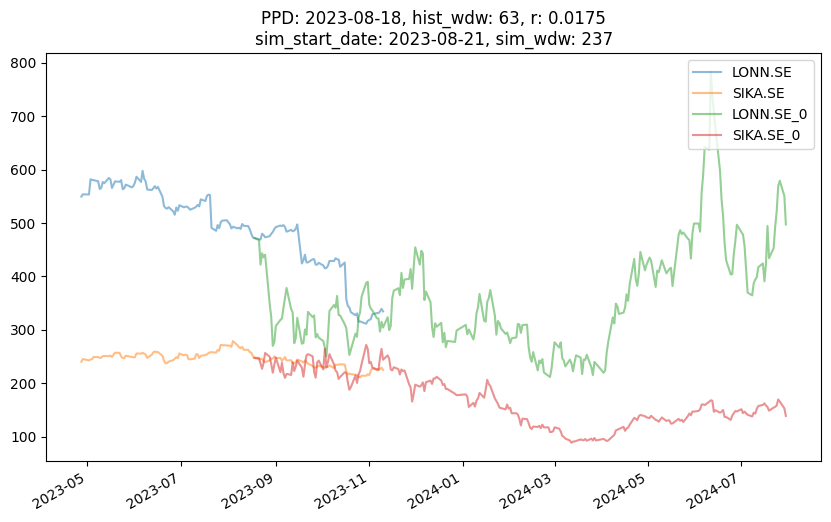 PPD: 2023-08-18, hist_wdw: 63, r: 0.0175
sim_start_date: 2023-08-21, sim_wdw: 237
800
700
600
500
400
300
200
100
LONN.SE
SIKA.SE
LONN.SE_0
SIKA.SE_0
2023-05
2023-07
2023-09
2023-11
2024-01
2024-03
2024-05
2024-07